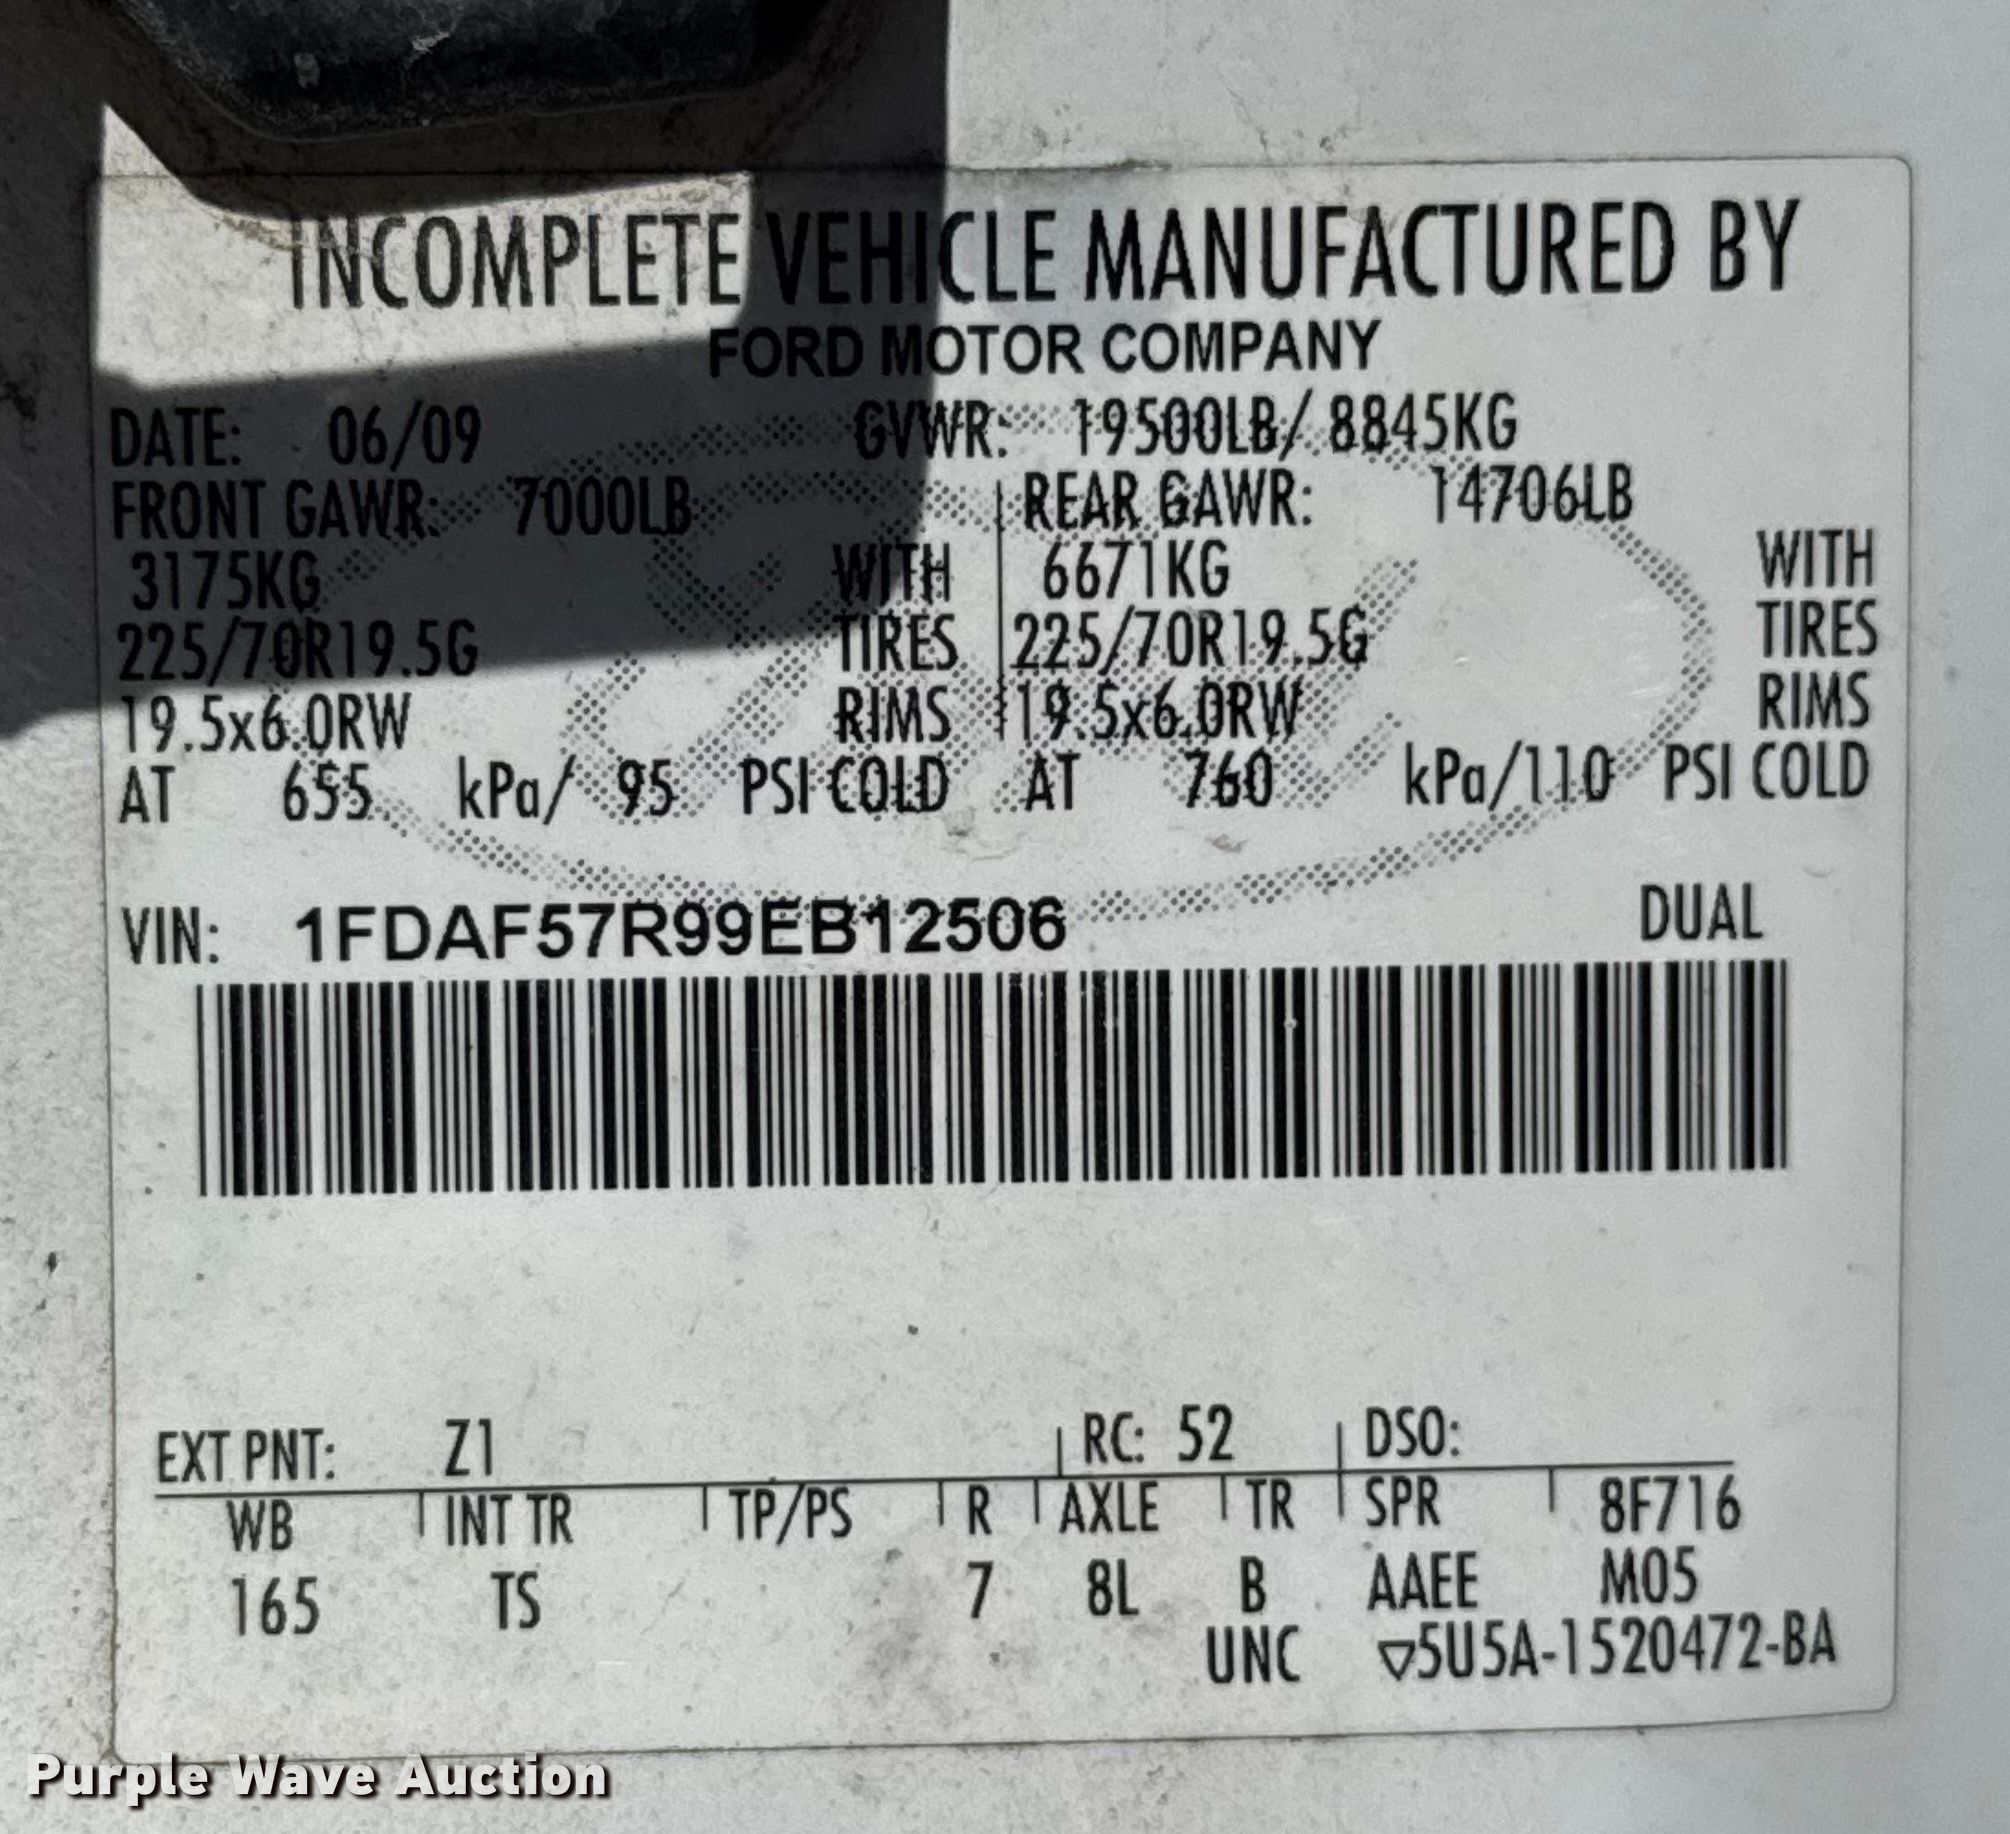 INCOMPLETE VEHICLE MANUFACTURED BY
FORD MOTOR COMPANY
DATE: 06/09 GVWR: 19500LB/ 8845KG
FRONT GAWR: 7000LB REAR GAWR: 14706LB
3175KG WITH 6671KG WITH
225/70R19.5G TIRES 225/70R19.5G TIRES
19.5x6.0RW RIMS 19.5x6.0RW RIMS
AT 655 kPa/ 95 PSI COLD AT 760 kPa/110 PSI COLD
VIN: 1FDAF57R99EB12506 DUAL
EXT PNT: Z1 RC: 52 DSO:
WB INT TR TP/PS R AXLE TR SPR 8F716
165 TS 7 8L B AAEE M05
UNC ▽5U5A-1520472-BA
Purple Wave Auction